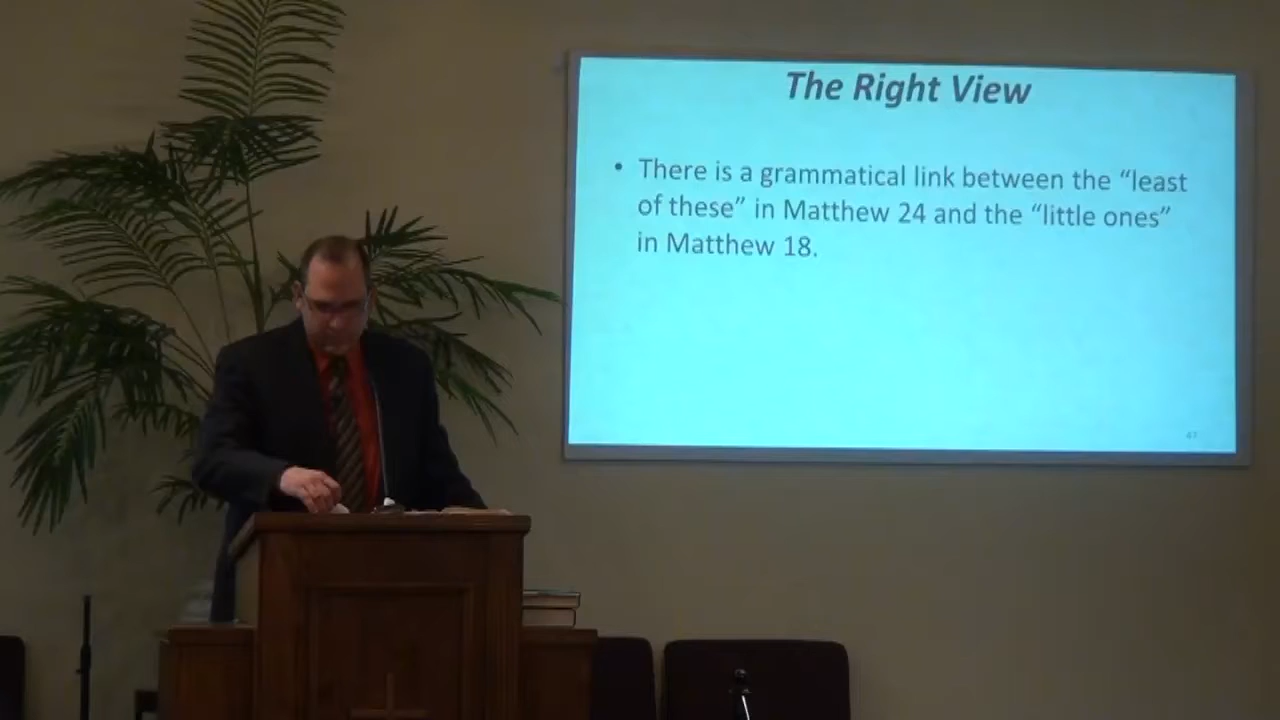 The Right View
• There is a grammatical link between the “least
of these” in Matthew 24 and the “little ones”
in Matthew 18.
47